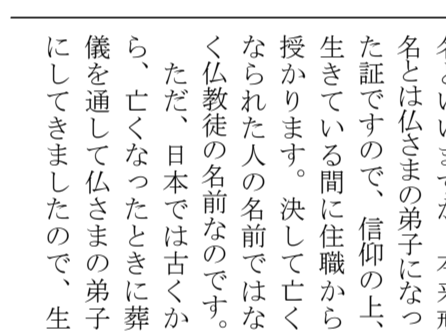 名とは仏さまの弟子になっ
た証ですので、信仰の上、
生きている間に住職から
授かります。決して亡く
なられた人の名前ではな
く仏教徒の名前なのです。
ただ、日本では古くか
ら、亡くなったときに葬
儀を通して仏さまの弟子
にしてきましたので、生